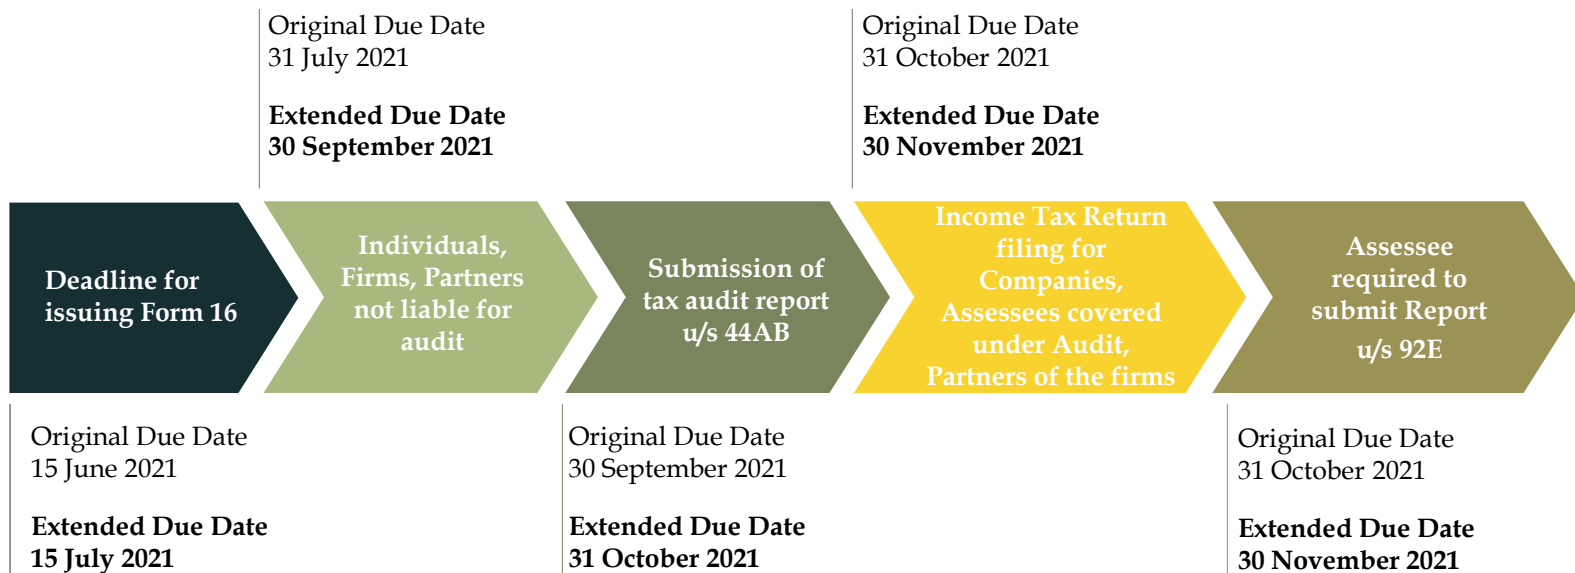 Original Due Date
31 July 2021
Extended Due Date
30 September 2021
Original Due Date
31 October 2021
Extended Due Date
30 November 2021
Deadline for
issuing Form 16
Individuals,
Firms, Partners
not liable for
audit
Submission of
tax audit report
u/s 44AB
Income Tax Return
filing for
Companies,
Assessees covered
under Audit,
Partners of the firms
Assessee
required to
submit Report
u/s 92E
Original Due Date
15 June 2021
Extended Due Date
15 July 2021
Original Due Date
30 September 2021
Extended Due Date
31 October 2021
Original Due Date
31 October 2021
Extended Due Date
30 November 2021